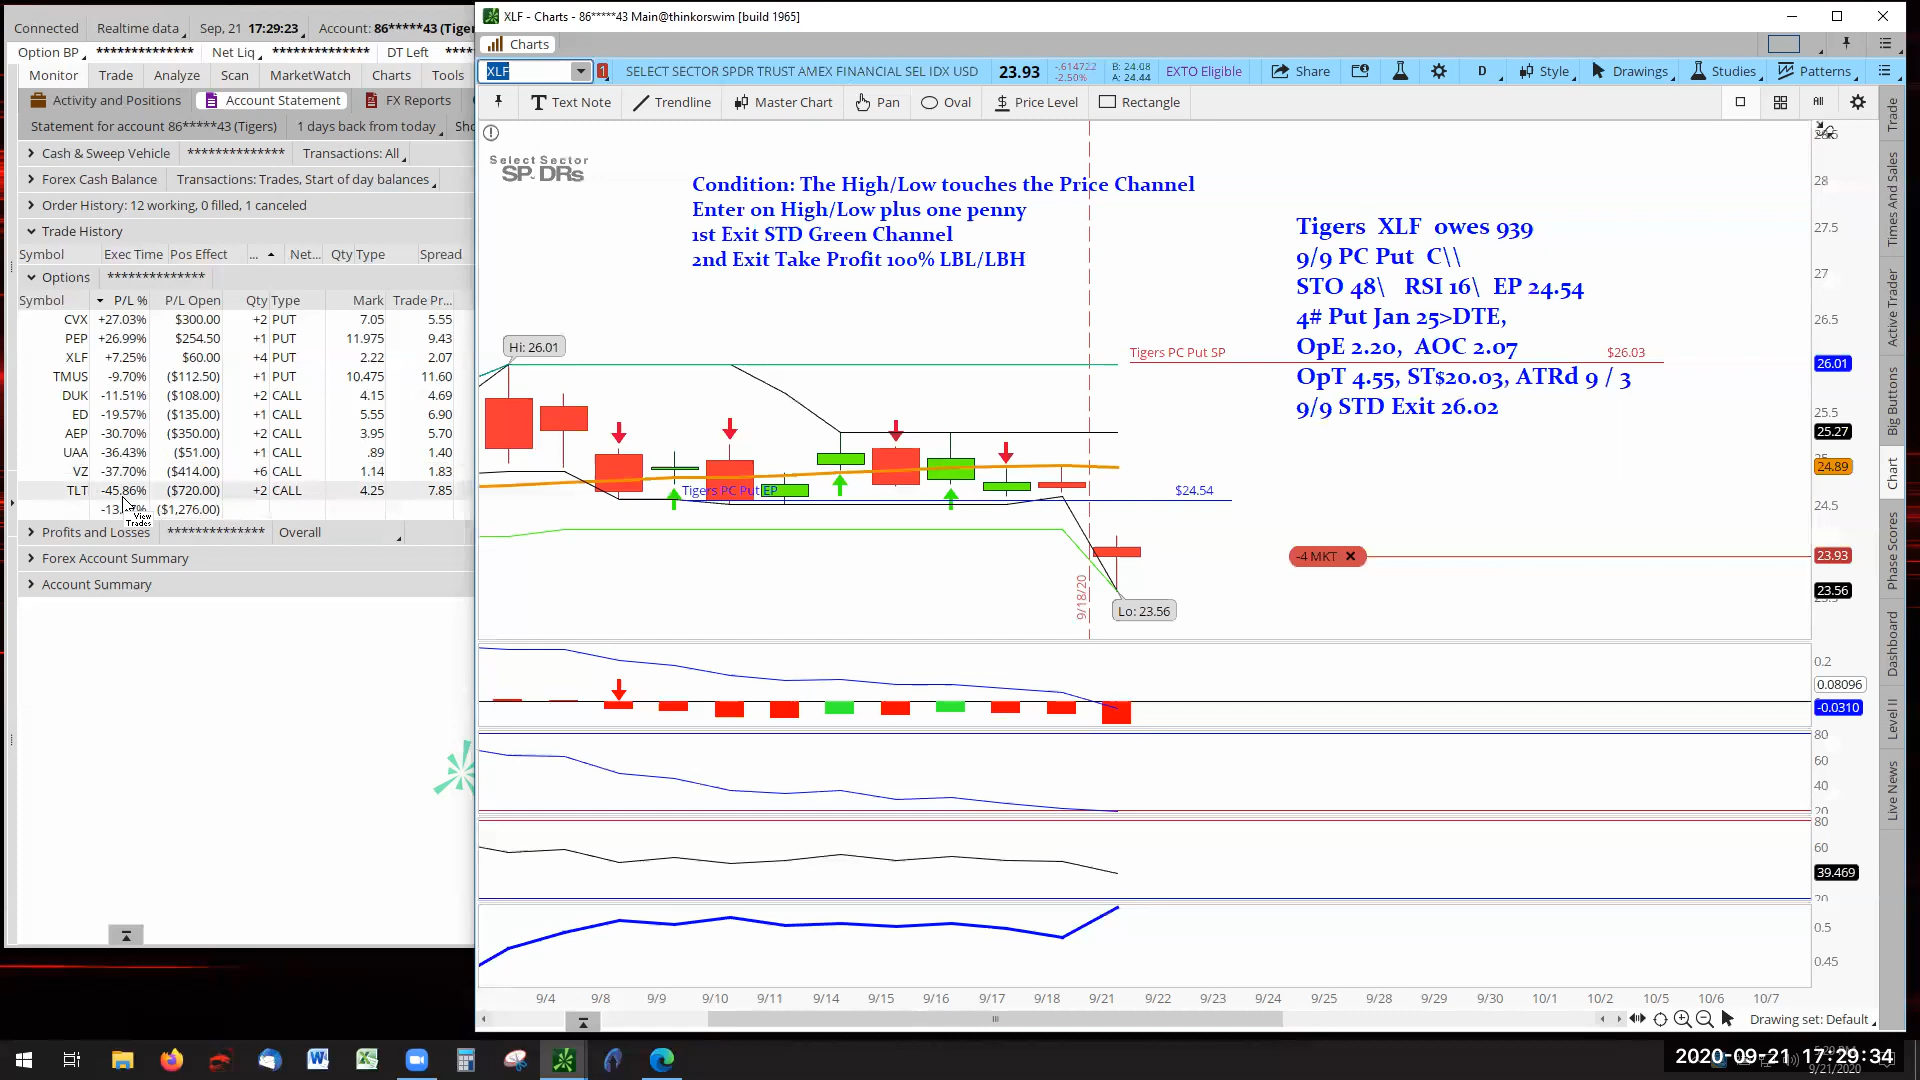 XLF - Charts - 86*****43 Main@thinkorswim [build 1965]
Connected Realtime data Sep, 21 17:29:23 Account: 86*****43 (Tiger
Charts
Option BP ************** Net Liq ************** DT Left ****
XLF 1 SELECT SECTOR SPDR TRUST AMEX FINANCIAL SEL IDX USD 23.93 -.614722 -2.50% B: 24.08 A: 24.44 EXTO Eligible Share D Style Drawings Studies Patterns
Monitor Trade Analyze Scan MarketWatch Charts Tools
Activity and Positions Account Statement FX Reports
Text Note Trendline Master Chart Pan Oval Price Level Rectangle All
Statement for account 86*****43 (Tigers) 1 days back from today Sho
Cash & Sweep Vehicle ************** Transactions: All
Forex Cash Balance Transactions: Trades, Start of day balances
Order History: 12 working, 0 filled, 1 canceled
Trade History
Symbol Exec Time Pos Effect ... Net... Qty Type Spread
Options **************
Symbol P/L % P/L Open Qty Type Mark Trade Pr...
CVX +27.03% $300.00 +2 PUT 7.05 5.55
PEP +26.99% $254.50 +1 PUT 11.975 9.43
XLF +7.25% $60.00 +4 PUT 2.22 2.07
TMUS -9.70% ($112.50) +1 PUT 10.475 11.60
DUK -11.51% ($108.00) +2 CALL 4.15 4.69
ED -19.57% ($135.00) +1 CALL 5.55 6.90
AEP -30.70% ($350.00) +2 CALL 3.95 5.70
UAA -36.43% ($51.00) +1 CALL .89 1.40
VZ -37.70% ($414.00) +6 CALL 1.14 1.83
TLT -45.86% ($720.00) +2 CALL 4.25 7.85
($1,276.00)
View Trades
Profits and Losses ************** Overall
Forex Account Summary
Account Summary
Select Sector
SPDRs
Condition: The High/Low touches the Price Channel
Enter on High/Low plus one penny
1st Exit STD Green Channel
2nd Exit Take Profit 100% LBL/LBH
Tigers XLF owes 939
9/9 PC Put C\\
STO 48\ RSI 16\ EP 24.54
4# Put Jan 25>DTE,
OpE 2.20, AOC 2.07
OpT 4.55, ST$20.03, ATRd 9 / 3
9/9 STD Exit 26.02
Hi: 26.01
Tigers PC Put SP $26.03
Tigers PC Put EP $24.54
-4 MKT
9/18/20
Lo: 23.56
28
27.5
27
26.5
26.01
25.5
25.27
24.89
24.5
23.93
23.56
0.2
0.08096
-0.0310
80
60
40
20
80
60
39.469
20
0.5
0.45
9/4 9/8 9/9 9/10 9/11 9/14 9/15 9/16 9/17 9/18 9/21 9/22 9/23 9/24 9/25 9/28 9/29 9/30 10/1 10/2 10/5 10/6 10/7
Drawing set: Default
Trade
Times And Sales
Active Trader
Big Buttons
Chart
Phase Scores
Dashboard
Level II
Live News
2020-09-21 17:29:34
9/21/2020